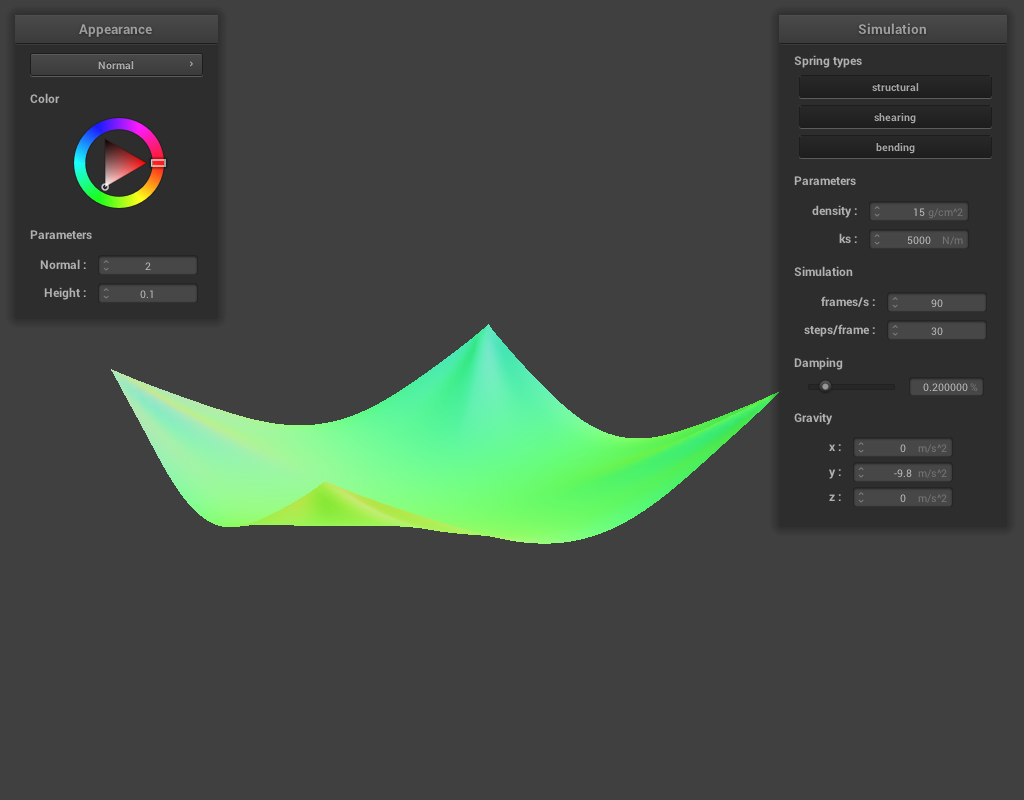 Appearance
Normal
Color
Parameters
Normal : 2
Height : 0.1
Simulation
Spring types
structural
shearing
bending
Parameters
density : 15 g/cm^2
ks : 5000 N/m
Simulation
frames/s : 90
steps/frame : 30
Damping
0.200000 %
Gravity
x : 0 m/s^2
y : -9.8 m/s^2
z : 0 m/s^2